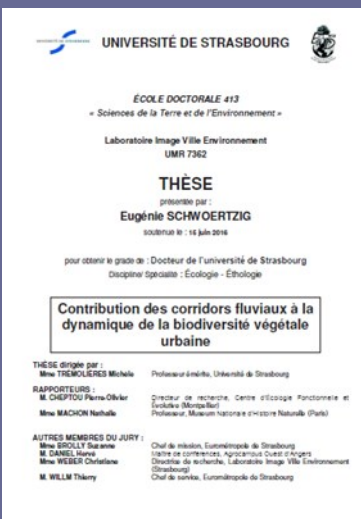 UNIVERSITÉ DE STRASBOURG
ÉCOLE DOCTORALE 413
« Sciences de la Terre et de l'Environnement »
Laboratoire Image Ville Environnement
UMR 7362
THÈSE
présentée par :
Eugénie SCHWOERTZIG
soutenue le : 16 juin 2016
pour obtenir le grade de : Docteur de l'université de Strasbourg
Discipline/ Spécialité : Écologie - Éthologie
Contribution des corridors fluviaux à la
dynamique de la biodiversité végétale
urbaine
THÈSE dirigée par :
Mme TREMOLIERES Michèle Professeur émérite, Université de Strasbourg
RAPPORTEURS :
M. CHEPTOU Pierre-Olivier Directeur de recherche, Centre d'Ecologie Fonctionnelle et
Evolutive (Montpellier)
Mme MACHON Nathalie Professeur, Museum Nationale d'Histoire Naturelle (Paris)
AUTRES MEMBRES DU JURY :
Mme BROLLY Suzanne Chef de mission, Eurométropole de Strasbourg
M. DANIEL Hervé Maître de conférences, Agrocampus Ouest d'Angers
Mme WEBER Christiane Directrice de recherche, Laboratoire Image Ville Environnement
(Strasbourg)
M. WILLM Thierry Chef de service, Eurométropole de Strasbourg